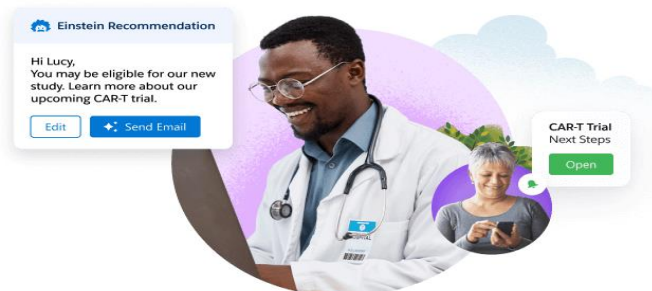 Einstein Recommendation
Hi Lucy,
You may be eligible for our new
study. Learn more about our
upcoming CAR-T trial.
Edit
Send Email
CAR-T Trial
Next Steps
Open
HOSPITAL